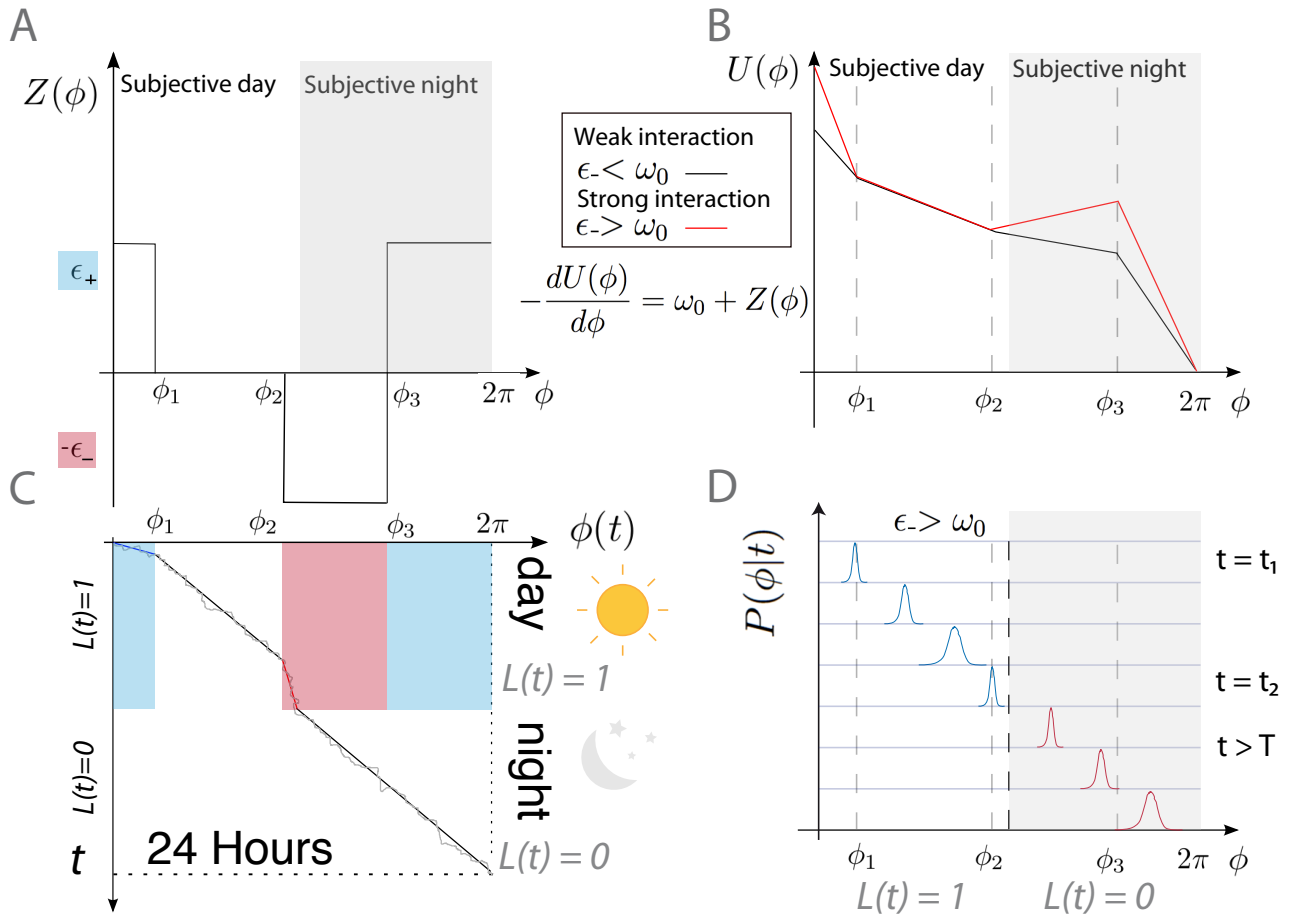 A
Z(ϕ)
Subjective day
Subjective night
ϵ+
-ϵ-
ϕ1
ϕ2
ϕ3
2π
ϕ
B
U(ϕ)
Subjective day
Subjective night
Weak interaction
ϵ- < ω0
Strong interaction
ϵ- > ω0
− dU(ϕ)/dϕ = ω0 + Z(ϕ)
ϕ1
ϕ2
ϕ3
2π
ϕ
C
ϕ1
ϕ2
ϕ3
2π
ϕ(t)
L(t)=1
L(t)=0
day
L(t) = 1
night
L(t) = 0
24 Hours
t
D
P(ϕ|t)
ϵ- > ω0
t = t1
t = t2
t > T
ϕ1
ϕ2
ϕ3
2π
ϕ
L(t) = 1
L(t) = 0